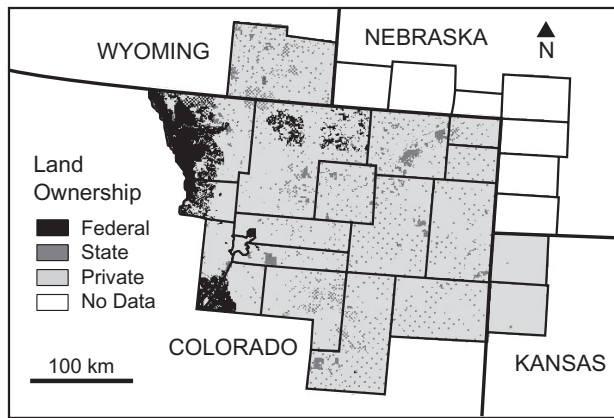 WYOMING
NEBRASKA
N
Land
Ownership
Federal
State
Private
No Data
COLORADO
KANSAS
100 km